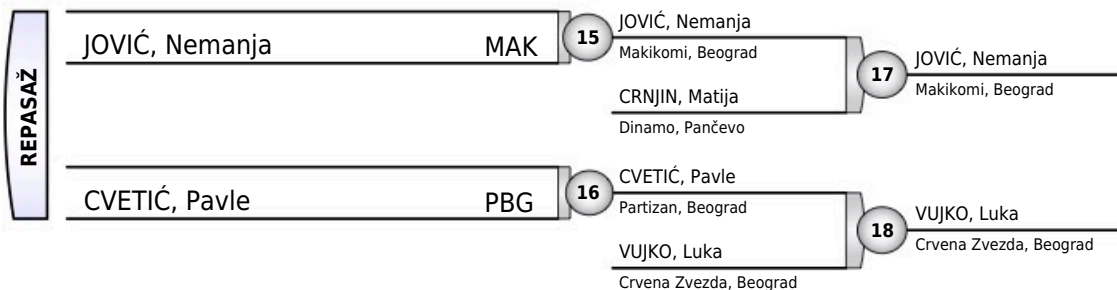 REPASAŽ
JOVIĆ, Nemanja MAK
15
JOVIĆ, Nemanja
Makikomi, Beograd
CRNJIN, Matija
Dinamo, Pančevo
17
JOVIĆ, Nemanja
Makikomi, Beograd
CVETIĆ, Pavle PBG
16
CVETIĆ, Pavle
Partizan, Beograd
VUJKO, Luka
Crvena Zvezda, Beograd
18
VUJKO, Luka
Crvena Zvezda, Beograd